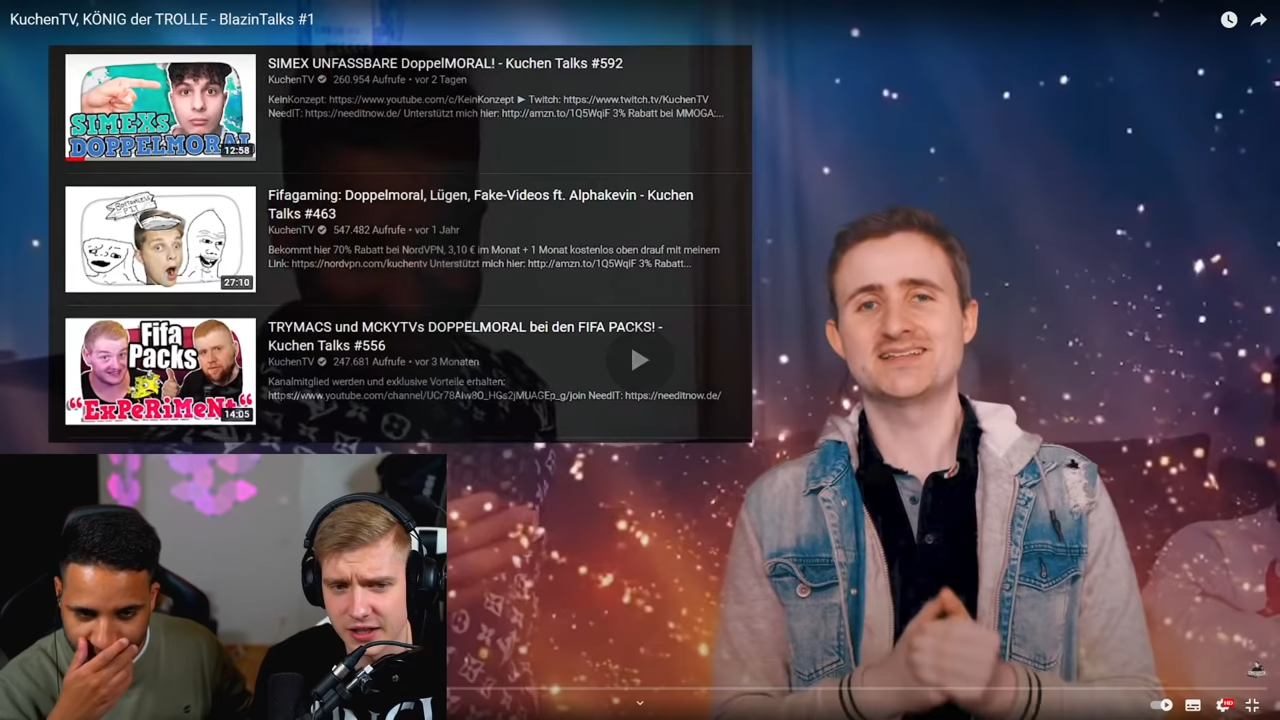 KuchenTV, KÖNIG der TROLLE - BlazinTalks #1
SIMEX UNFASSBARE DoppelMORAL! - Kuchen Talks #592
KuchenTV 260.954 Aufrufe • vor 2 Tagen
KeinKonzept: https://www.youtube.com/c/KeinKonzept ► Twitch: https://www.twitch.tv/KuchenTV
NeedIT: https://needitnow.de/ Unterstützt mich hier: http://amzn.to/1Q5WqiF 3% Rabatt bei MMOGA:...
SIMEXs
DOPPELMORAL
12:58
Fifagaming: Doppelmoral, Lügen, Fake-Videos ft. Alphakevin - Kuchen
Talks #463
KuchenTV 547.482 Aufrufe • vor 1 Jahr
Bekommt hier 70% Rabatt bei NordVPN, 3,10 € im Monat + 1 Monat kostenlos oben drauf mit meinem
Link: https://nordvpn.com/kuchentv Unterstützt mich hier: http://amzn.to/1Q5WqiF 3% Rabatt...
BOTTOMLESS
PIT
27:10
TRYMACS und MCKYTVs DOPPELMORAL bei den FIFA PACKS! -
Kuchen Talks #556
KuchenTV 247.681 Aufrufe • vor 3 Monaten
Kanalmitglied werden und exklusive Vorteile erhalten:
https://www.youtube.com/channel/UCr78Aiw8O_HGs2jMUAGEp_g/join NeedIT: https://needitnow.de/
Fifa
Packs
"ExPeRiMeNt"
14:05
HD